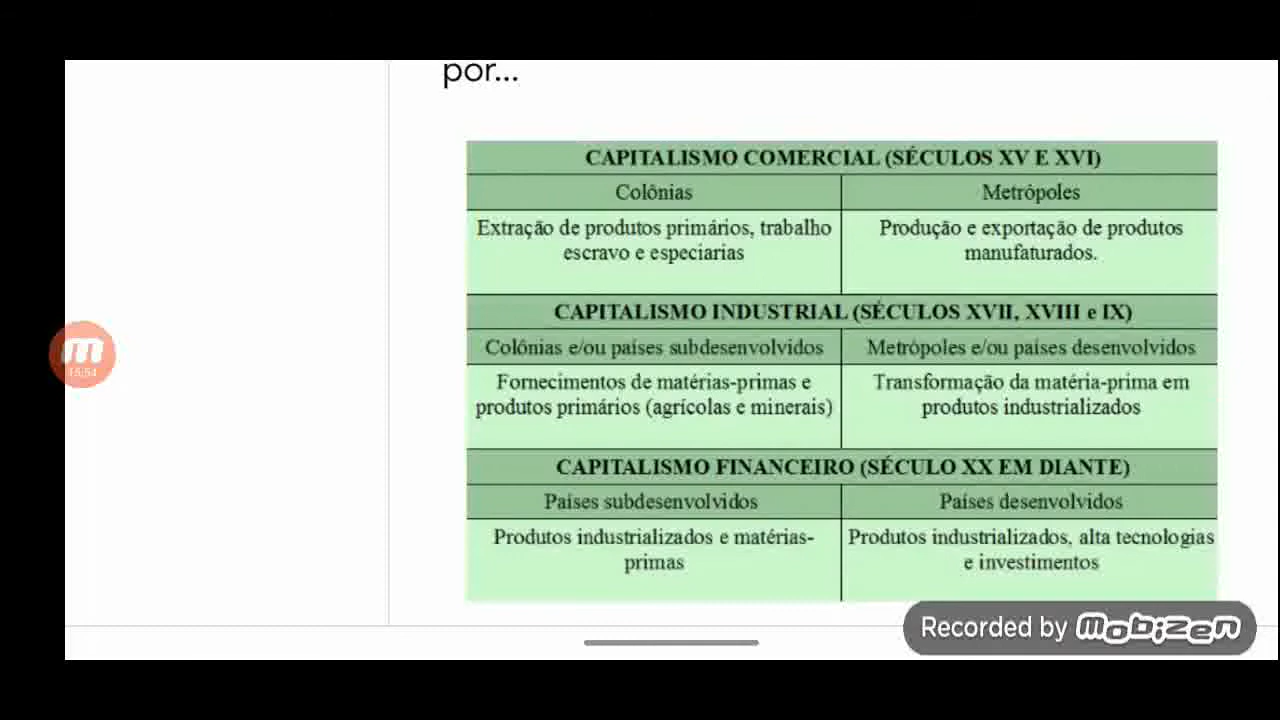 por...
CAPITALISMO COMERCIAL (SÉCULOS XV E XVI)
Colônias
Metrópoles
Extração de produtos primários, trabalho
escravo e especiarias
Produção e exportação de produtos
manufaturados.
CAPITALISMO INDUSTRIAL (SÉCULOS XVII, XVIII e IX)
Colônias e/ou países subdesenvolvidos
Metrópoles e/ou países desenvolvidos
Fornecimentos de matérias-primas e
produtos primários (agrícolas e minerais)
Transformação da matéria-prima em
produtos industrializados
CAPITALISMO FINANCEIRO (SÉCULO XX EM DIANTE)
Países subdesenvolvidos
Países desenvolvidos
Produtos industrializados e matérias-
primas
Produtos industrializados, alta tecnologias
e investimentos
Recorded by mobizen